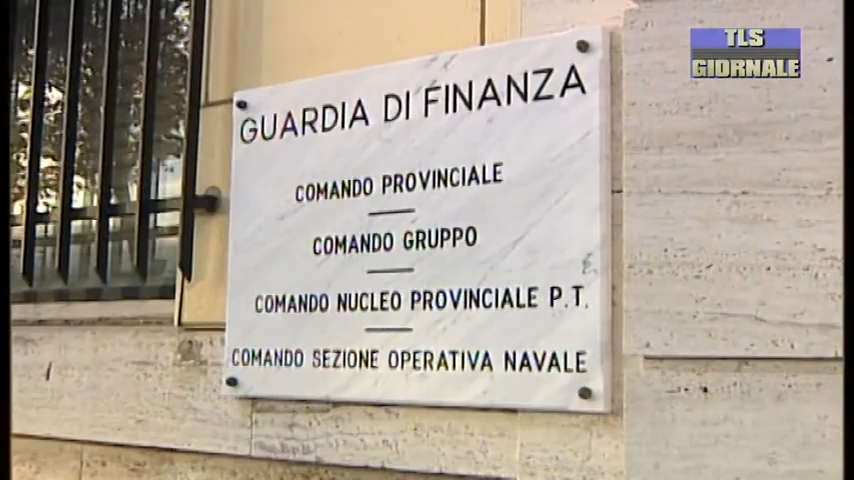 TLS
GIORNALE
GUARDIA DI FINANZA
COMANDO PROVINCIALE
COMANDO GRUPPO
COMANDO NUCLEO PROVINCIALE P.T.
COMANDO SEZIONE OPERATIVA NAVALE